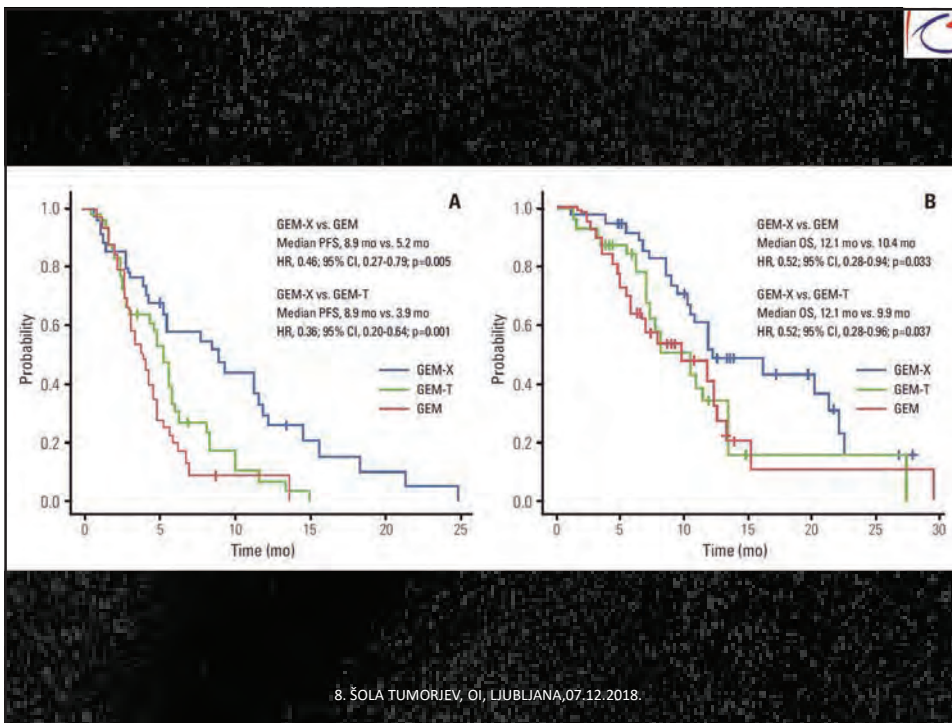 A
GEM-X vs. GEM
Median PFS, 8.9 mo vs. 5.2 mo
HR, 0.46; 95% CI, 0.27-0.79; p=0.005
GEM-X vs. GEM-T
Median PFS, 8.9 mo vs. 3.9 mo
HR, 0.36; 95% CI, 0.20-0.64; p=0.001
GEM-X
GEM-T
GEM
Probability
1.0
0.8
0.6
0.4
0.2
0.0
0 5 10 15 20 25
Time (mo)
B
GEM-X vs. GEM
Median OS, 12.1 mo vs. 10.4 mo
HR, 0.52; 95% CI, 0.28-0.94; p=0.033
GEM-X vs. GEM-T
Median OS, 12.1 mo vs. 9.9 mo
HR, 0.52; 95% CI, 0.28-0.96; p=0.037
GEM-X
GEM-T
GEM
Probability
1.0
0.8
0.6
0.4
0.2
0.0
0 5 10 15 20 25 30
Time (mo)
8. ŠOLA TUMORJEV, OI, LJUBLJANA,07.12.2018.